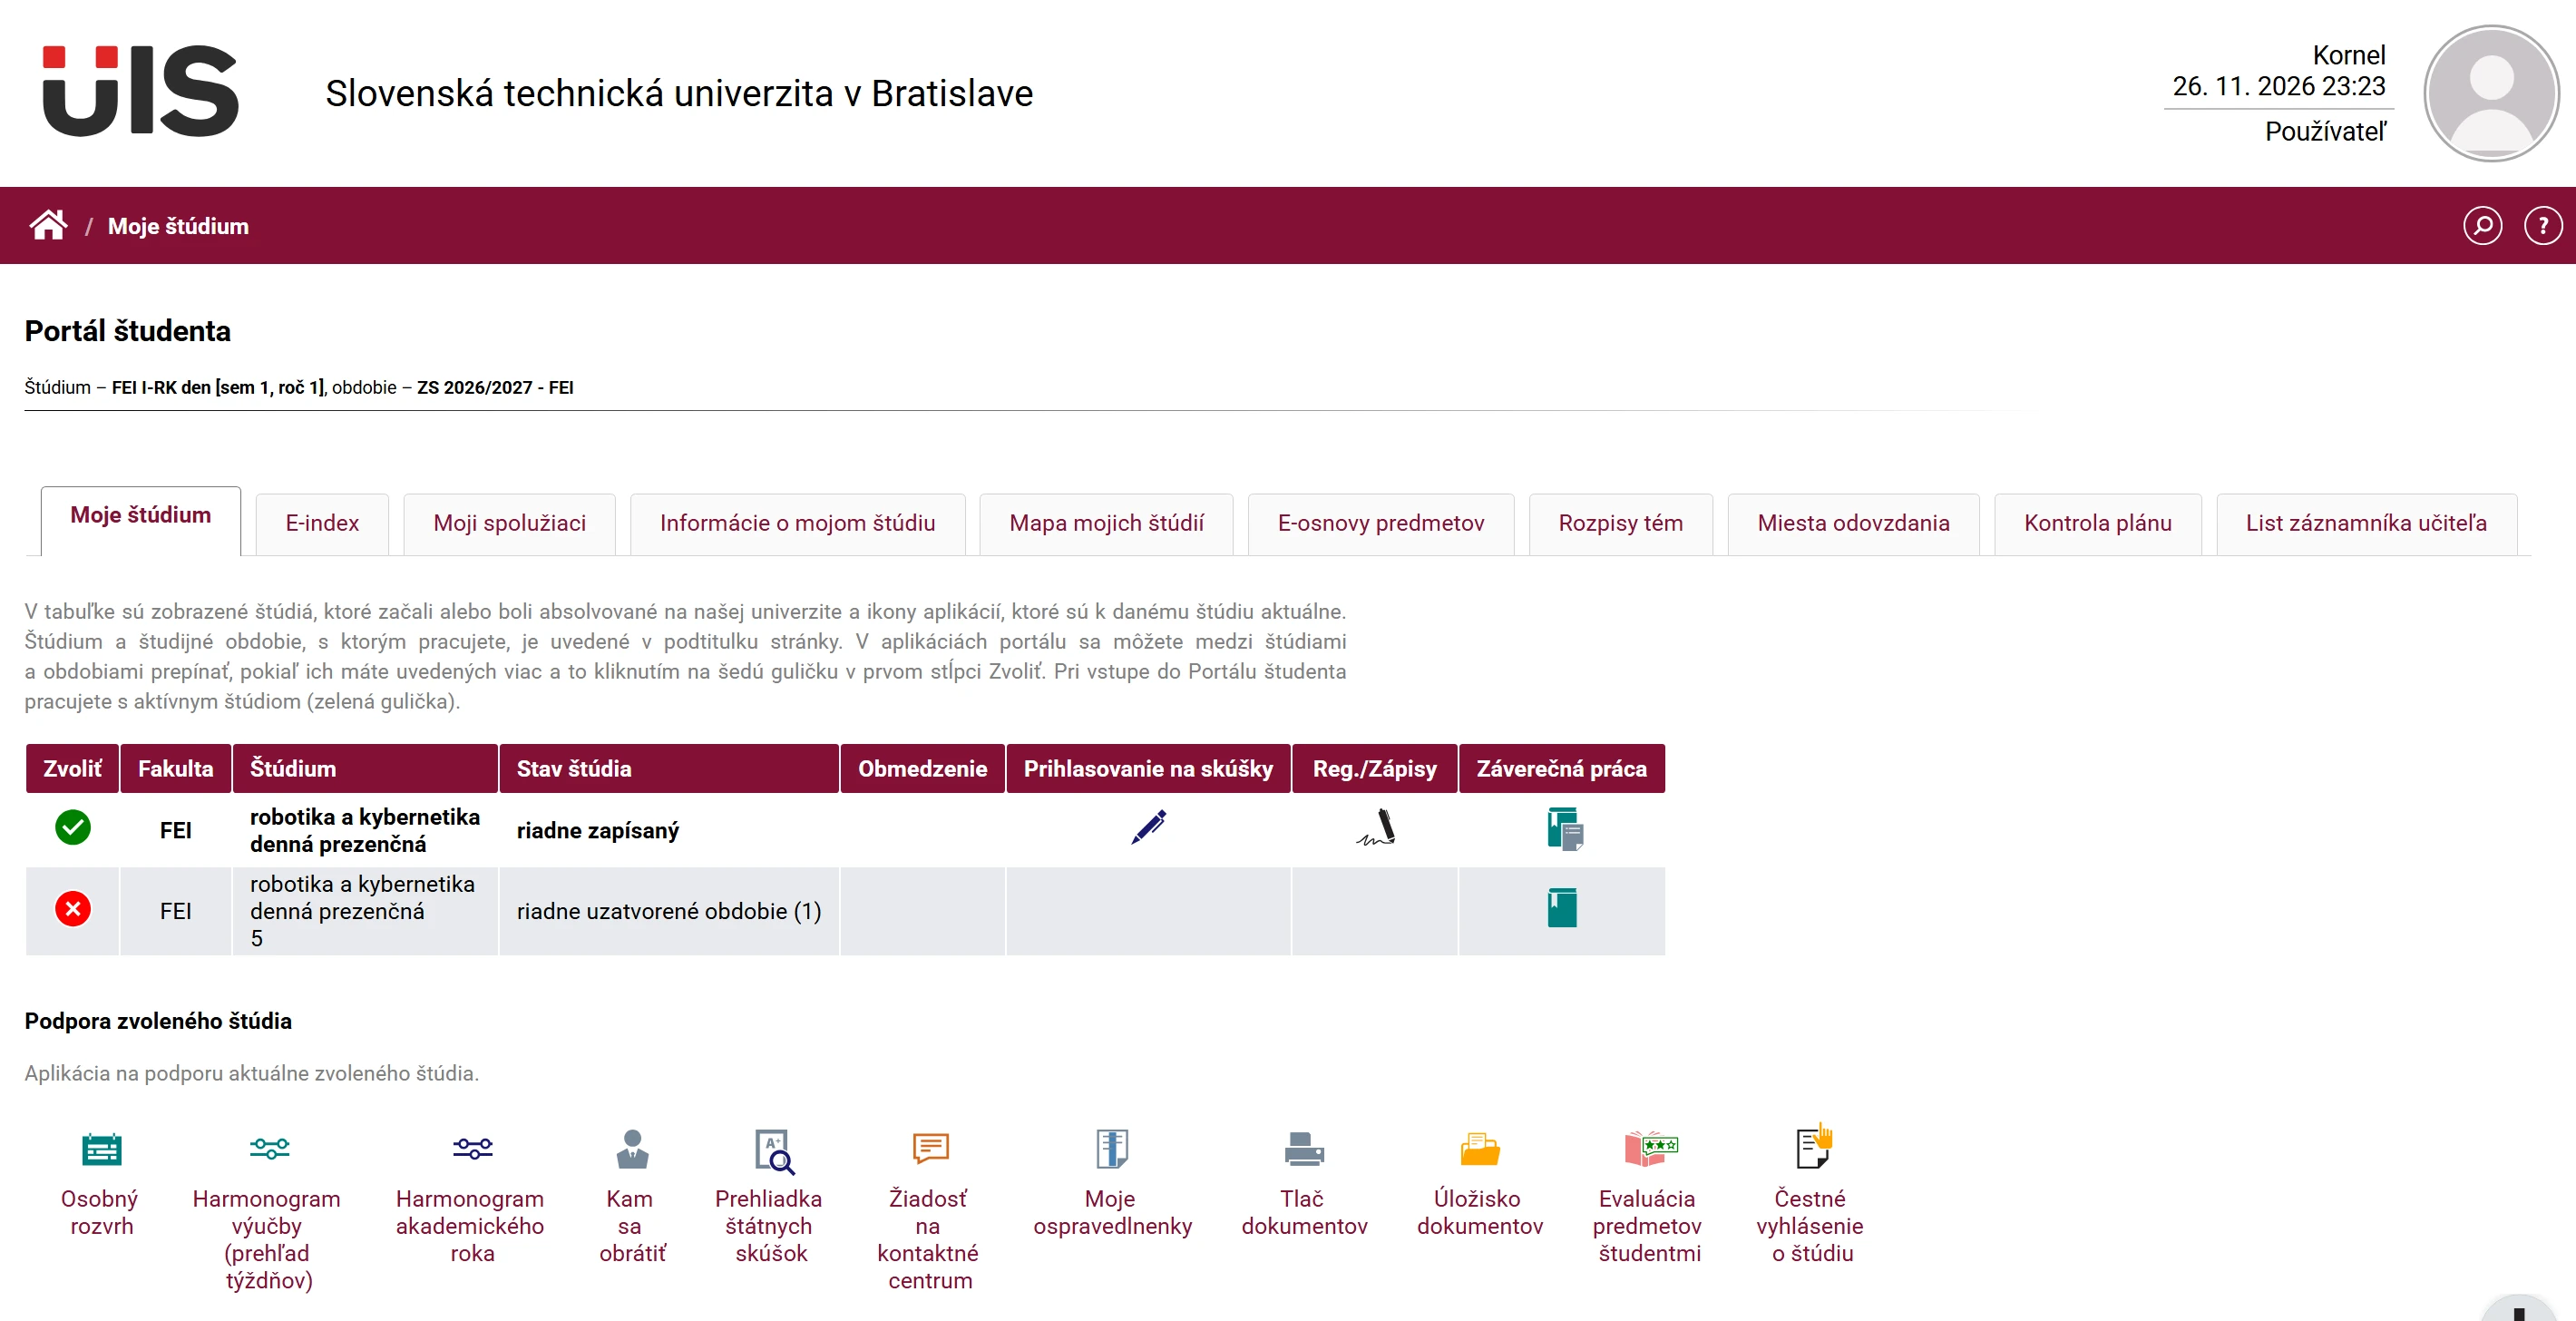 UIS
Slovenská technická univerzita v Bratislave
Kornel
26. 11. 2026 23:23
Používateľ
/ Moje štúdium
?
Portál študenta
Štúdium – FEI I-RK den [sem 1, roč 1], obdobie – ZS 2026/2027 - FEI
Moje štúdium E-index Moji spolužiaci Informácie o mojom štúdiu Mapa mojich štúdií E-osnovy predmetov Rozpisy tém Miesta odovzdania Kontrola plánu List záznamníka učiteľa
V tabuľke sú zobrazené štúdiá, ktoré začali alebo boli absolvované na našej univerzite a ikony aplikácií, ktoré sú k danému štúdiu aktuálne.
Štúdium a študijné obdobie, s ktorým pracujete, je uvedené v podtitulku stránky. V aplikáciách portálu sa môžete medzi štúdiami
a obdobiami prepínať, pokiaľ ich máte uvedených viac a to kliknutím na šedú guličku v prvom stĺpci Zvoliť. Pri vstupe do Portálu študenta
pracujete s aktívnym štúdiom (zelená gulička).
Zvoliť Fakulta Štúdium Stav štúdia Obmedzenie Prihlasovanie na skúšky Reg./Zápisy Záverečná práca
FEI robotika a kybernetika riadne zapísaný
denná prezenčná
FEI robotika a kybernetika riadne uzatvorené obdobie (1)
denná prezenčná
5
Podpora zvoleného štúdia
Aplikácia na podporu aktuálne zvoleného štúdia.
A+
Osobný
rozvrh
Harmonogram
výučby
(prehľad
týždňov)
Harmonogram
akademického
roka
Kam
sa
obrátiť
Prehliadka
štátnych
skúšok
Žiadosť
na
kontaktné
centrum
Moje
ospravedlnenky
Tlač
dokumentov
Úložisko
dokumentov
Evaluácia
predmetov
študentmi
Čestné
vyhlásenie
o štúdiu